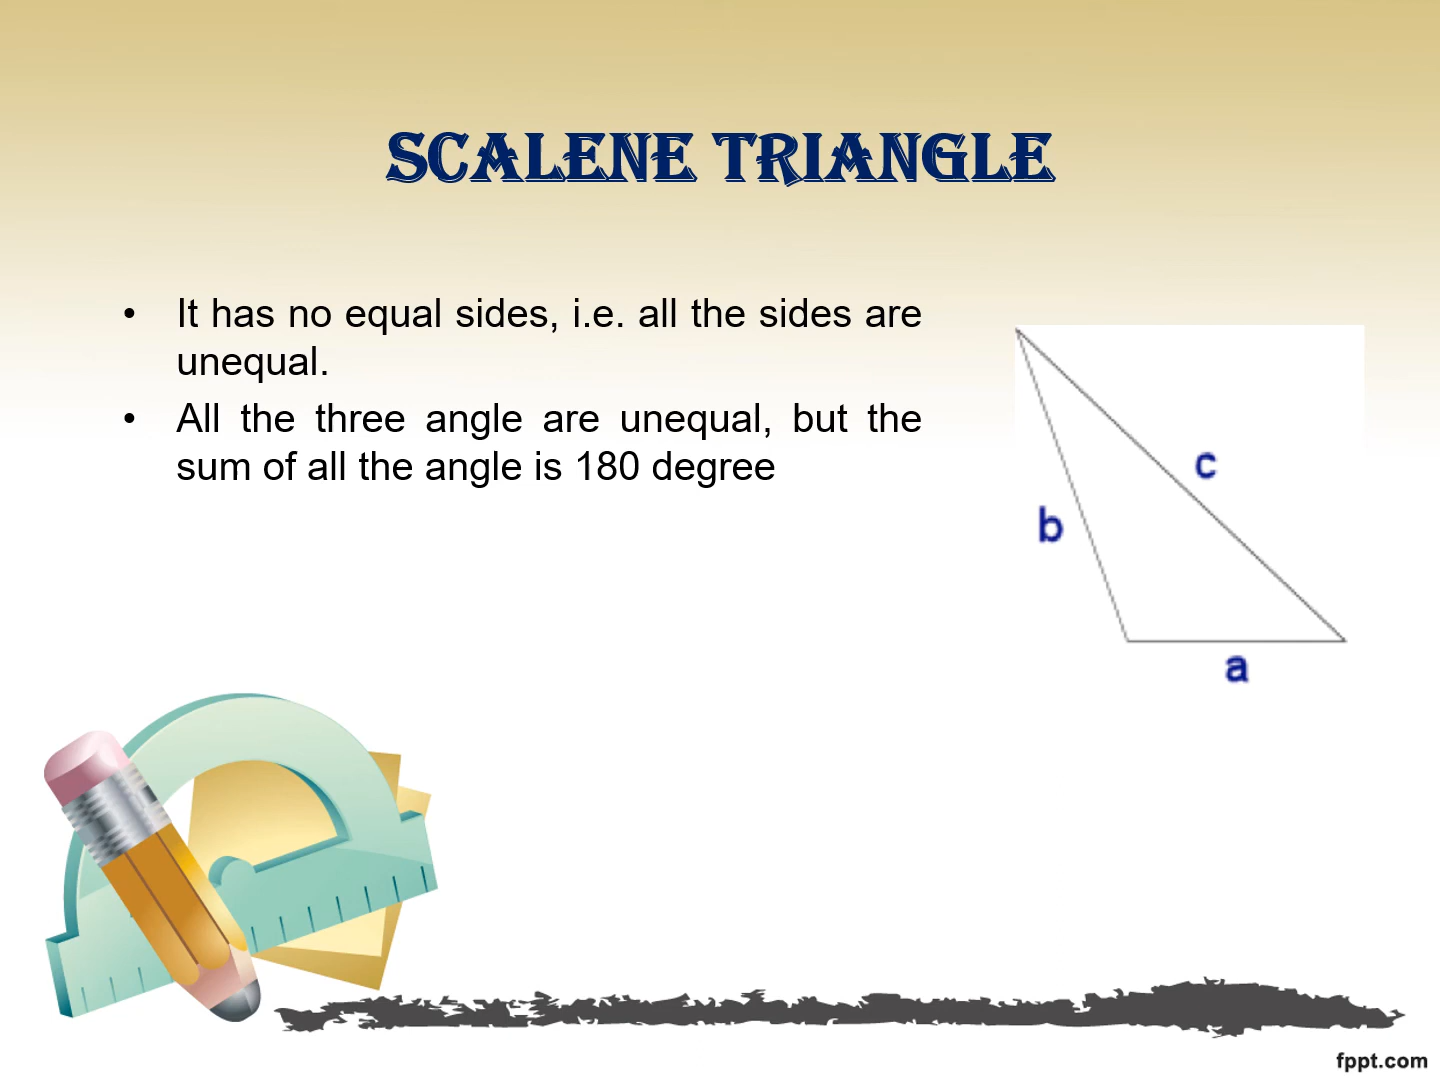 SCALENE TRIANGLE
• It has no equal sides, i.e. all the sides are
unequal.
• All the three angle are unequal, but the
sum of all the angle is 180 degree
c
b
a
fppt.com